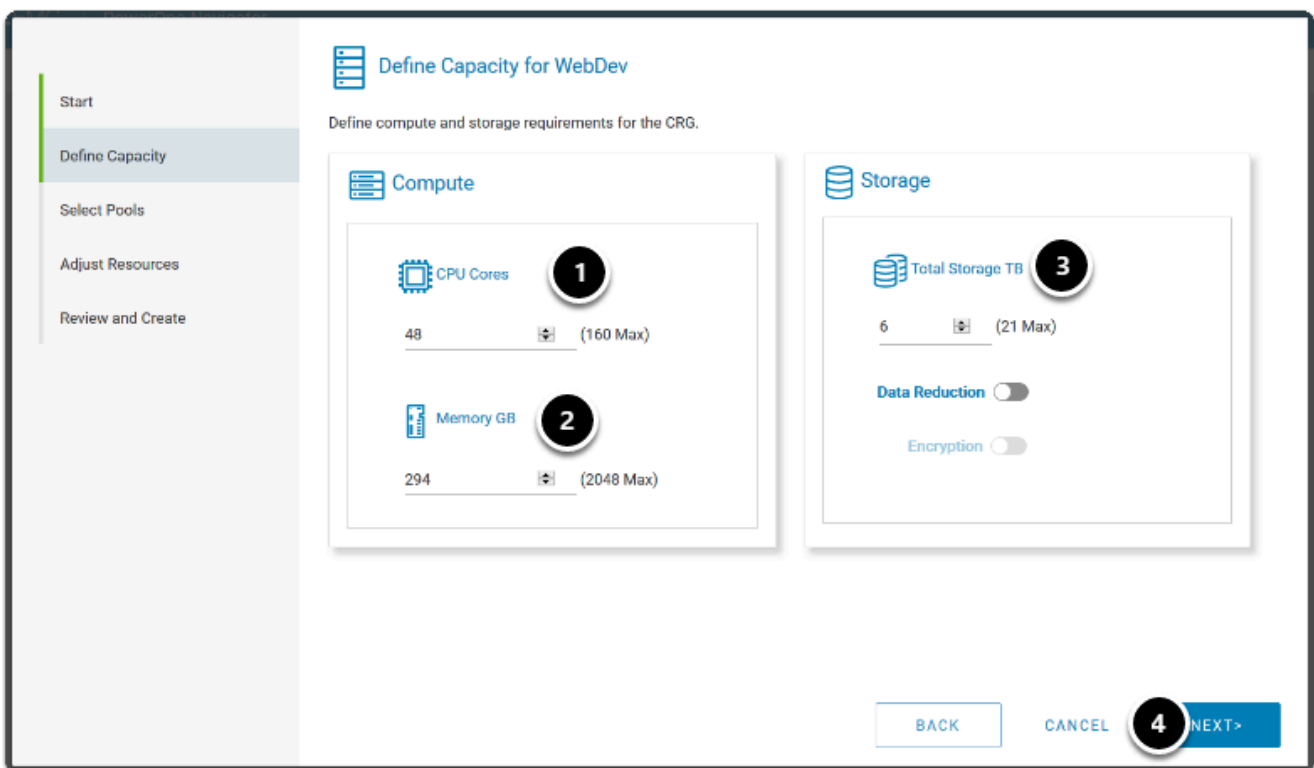 Start
Define Capacity
Select Pools
Adjust Resources
Review and Create
Define Capacity for WebDev
Define compute and storage requirements for the CRG.
Compute
CPU Cores 1
48 (160 Max)
Memory GB 2
294 (2048 Max)
Storage
Total Storage TB 3
6 (21 Max)
Data Reduction
Encryption
BACK CANCEL 4 NEXT>